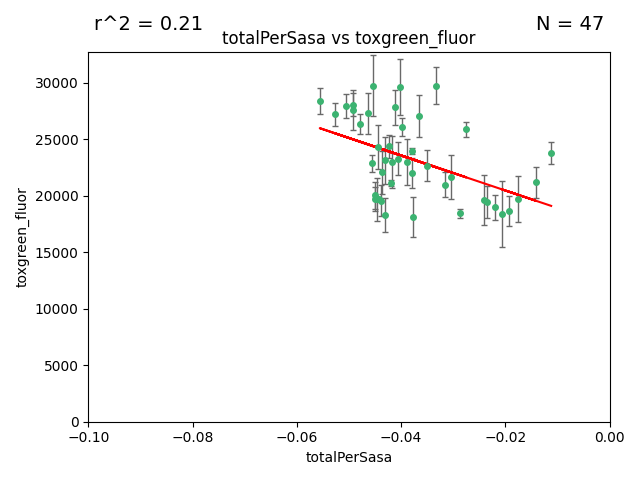 r^2 = 0.21
N = 47
totalPerSasa vs toxgreen_fluor
toxgreen_fluor
30000
25000
20000
15000
10000
5000
0
−0.10
−0.08
−0.06
−0.04
−0.02
0.00
totalPerSasa